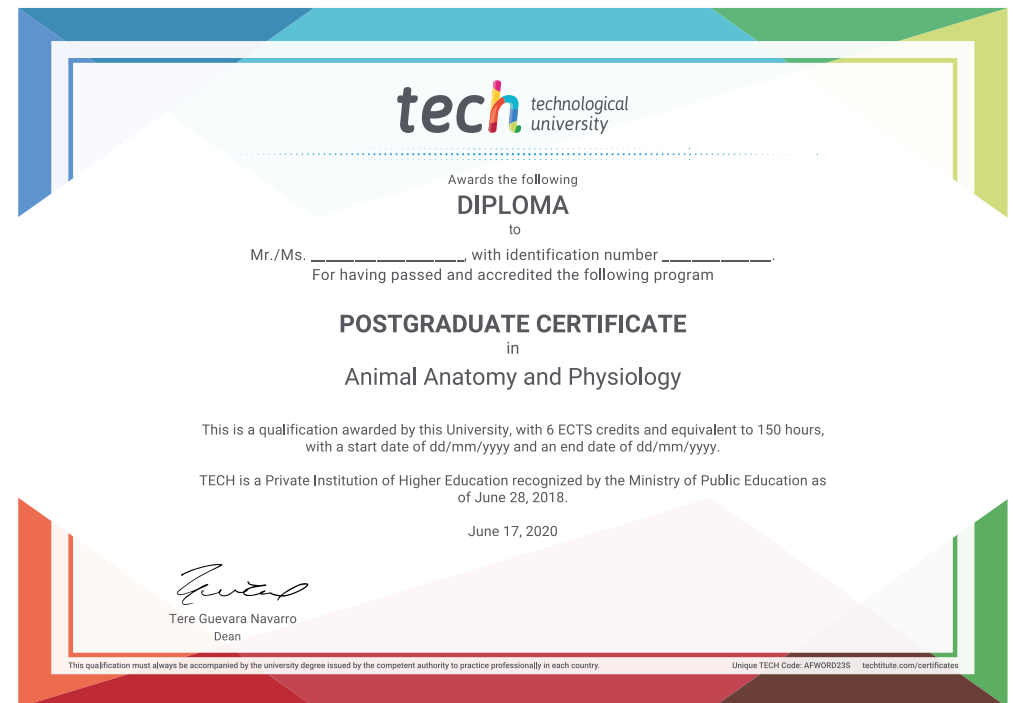 tech technological
university
Awards the following
DIPLOMA
to
Mr./Ms. ____________________, with identification number ______________.
For having passed and accredited the following program
POSTGRADUATE CERTIFICATE
in
Animal Anatomy and Physiology
This is a qualification awarded by this University, with 6 ECTS credits and equivalent to 150 hours,
with a start date of dd/mm/yyyy and an end date of dd/mm/yyyy.
TECH is a Private Institution of Higher Education recognized by the Ministry of Public Education as
of June 28, 2018.
June 17, 2020
Tere Guevara Navarro
Dean
This qualification must always be accompanied by the university degree issued by the competent authority to practice professionally in each country.
Unique TECH Code: AFWORD23S techtitute.com/certificates